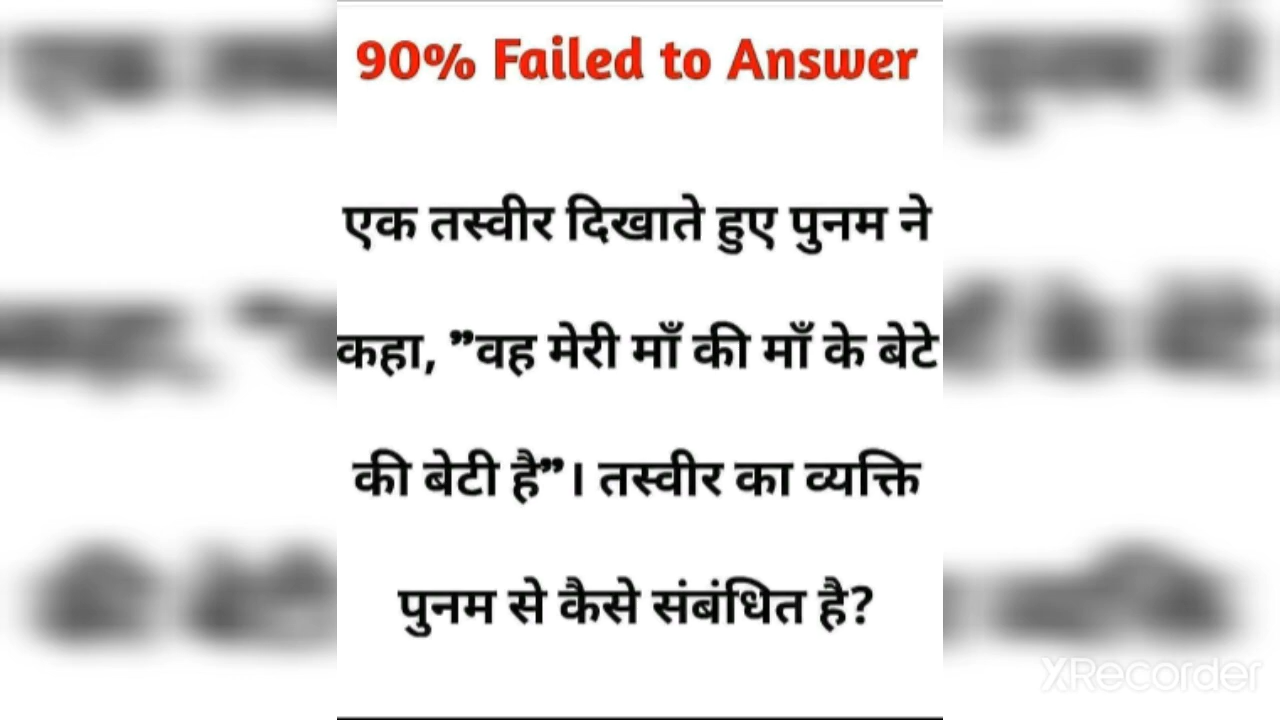 90% Failed to Answer
एक तस्वीर दिखाते हुए पुनम ने
कहा, ”वह मेरी माँ की माँ के बेटे
की बेटी है”। तस्वीर का व्यक्ति
पुनम से कैसे संबंधित है?
XRecorder